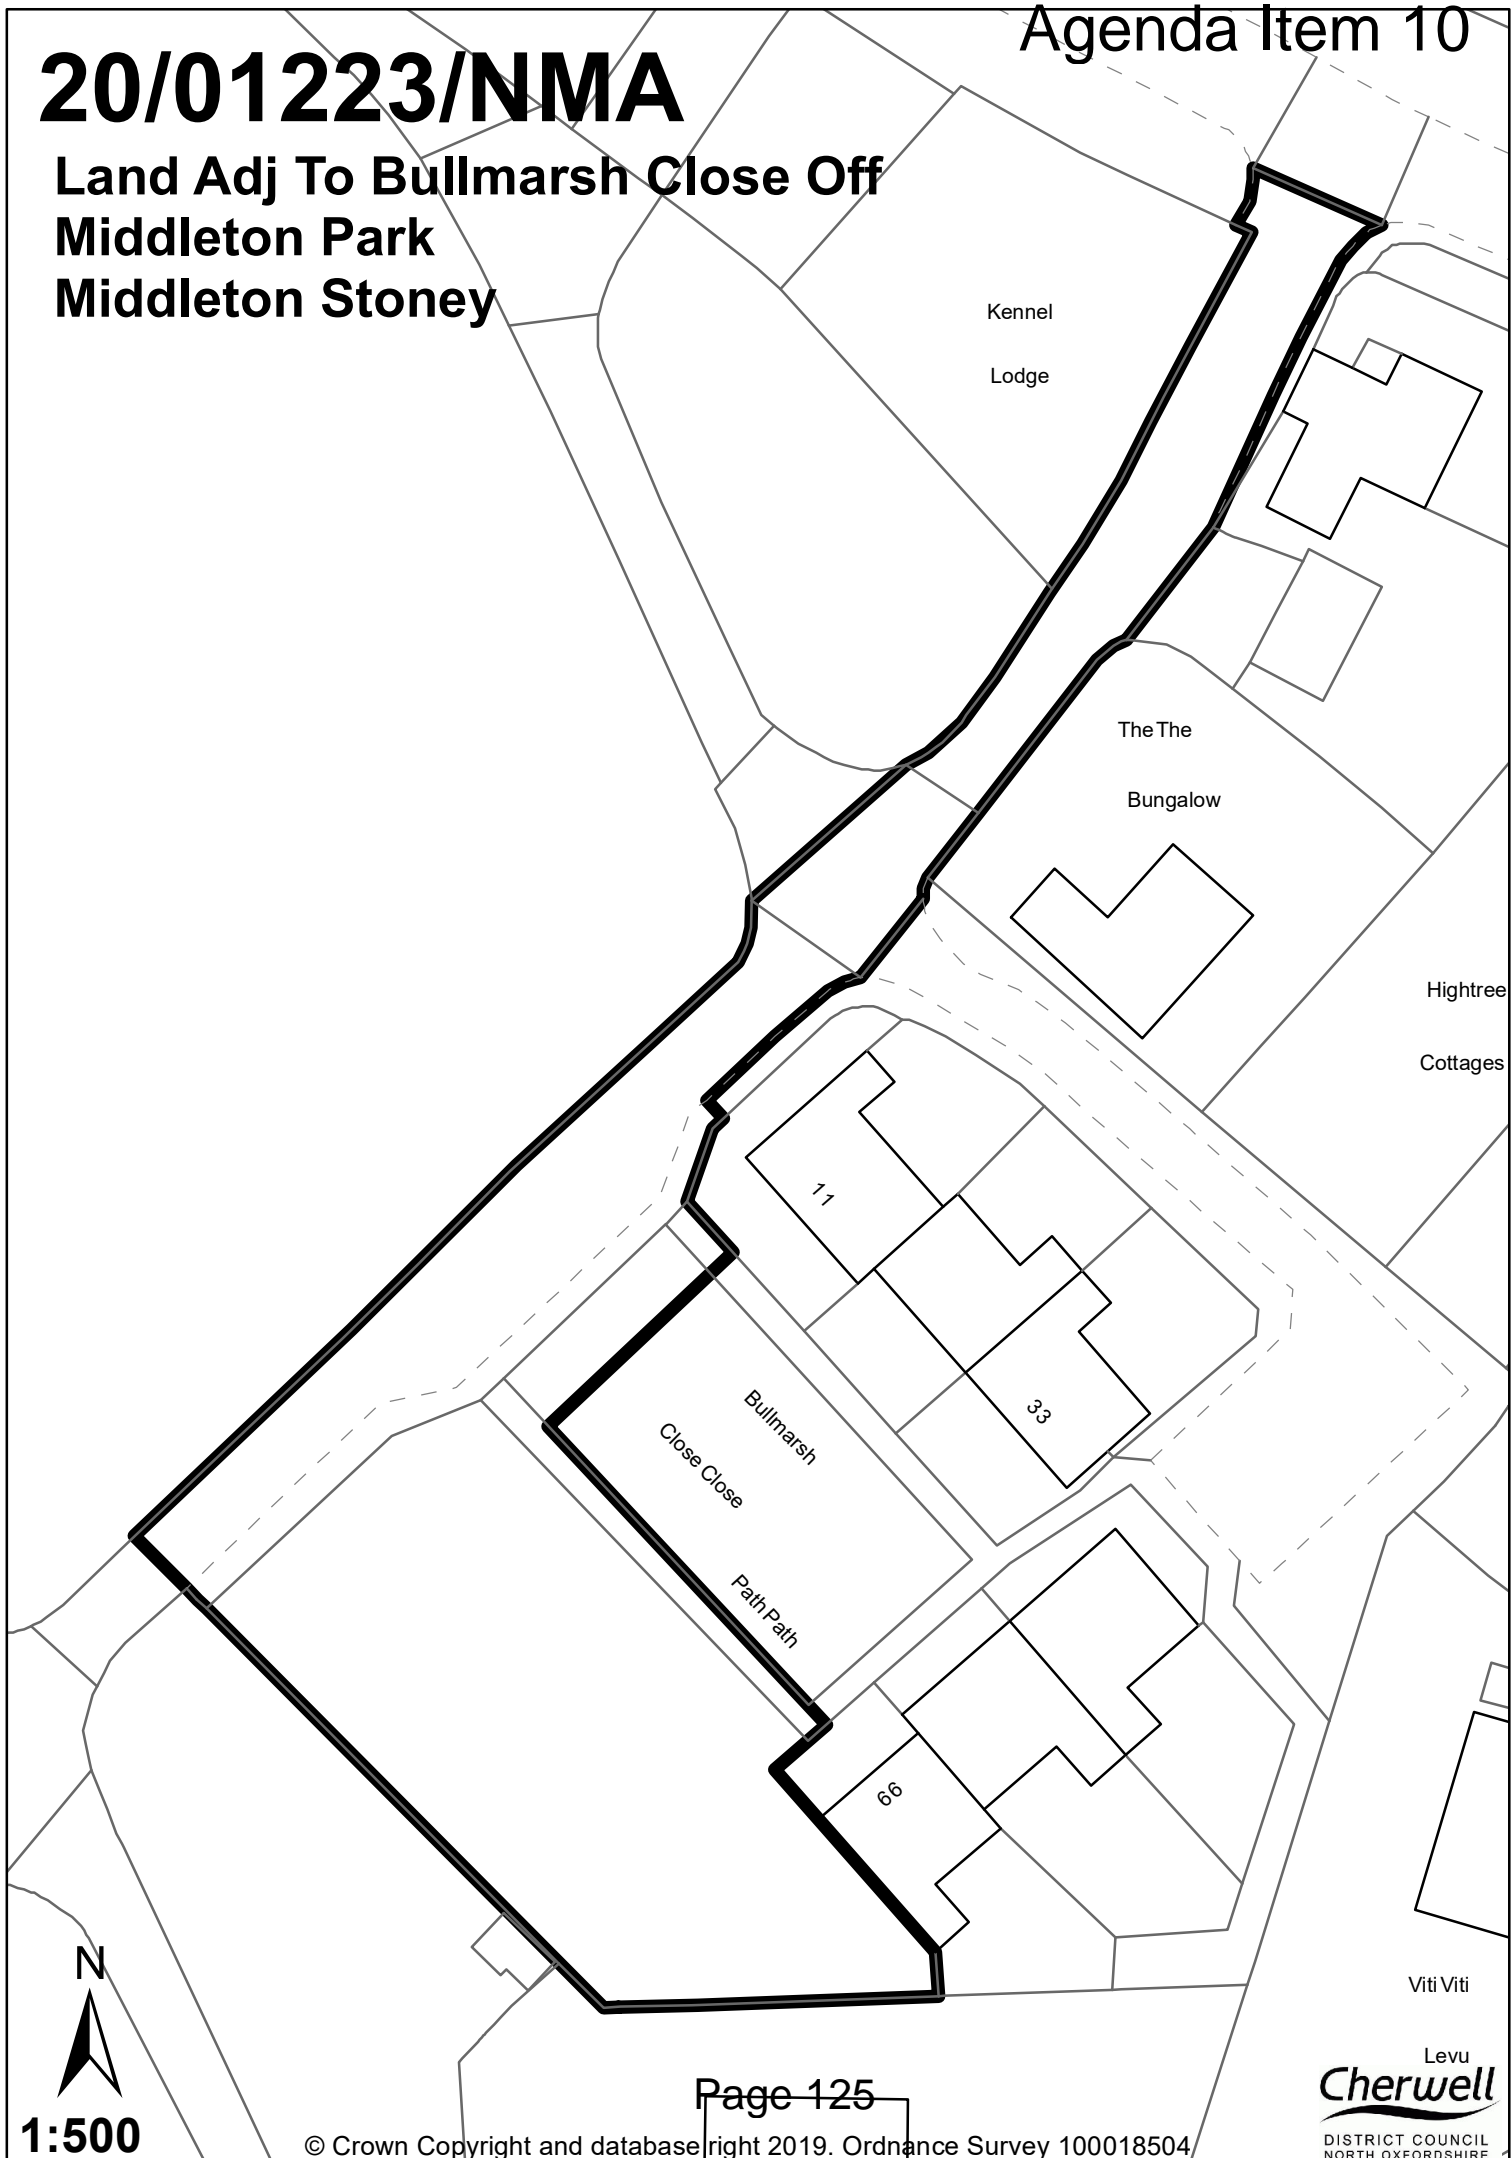 Agenda Item 10
20/01223/NMA
Land Adj To Bullmarsh Close Off
Middleton Park
Middleton Stoney
Kennel
Lodge
The The
Bungalow
Hightree
Cottages
11
33
Bullmarsh
Close Close
Path Path
66
Viti Viti
Levu
N
1:500
Page 125
© Crown Copyright and database right 2019. Ordnance Survey 100018504
Cherwell
DISTRICT COUNCIL
NORTH OXFORDSHIRE